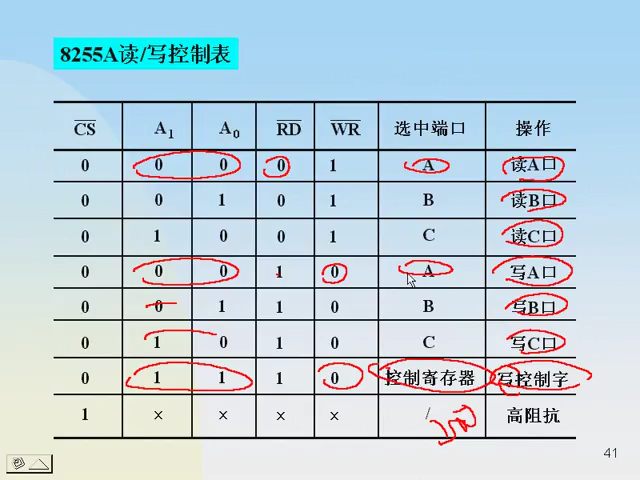 8255A读/写控制表
CS A1 A0 RD WR 选中端口 操作
0 0 0 0 1 A 读A口
0 0 1 0 1 B 读B口
0 1 0 0 1 C 读C口
0 0 0 1 0 A 写A口
0 0 1 1 0 B 写B口
0 1 0 1 0 C 写C口
0 1 1 1 0 控制寄存器 写控制字
1 × × × × / 高阻抗
41